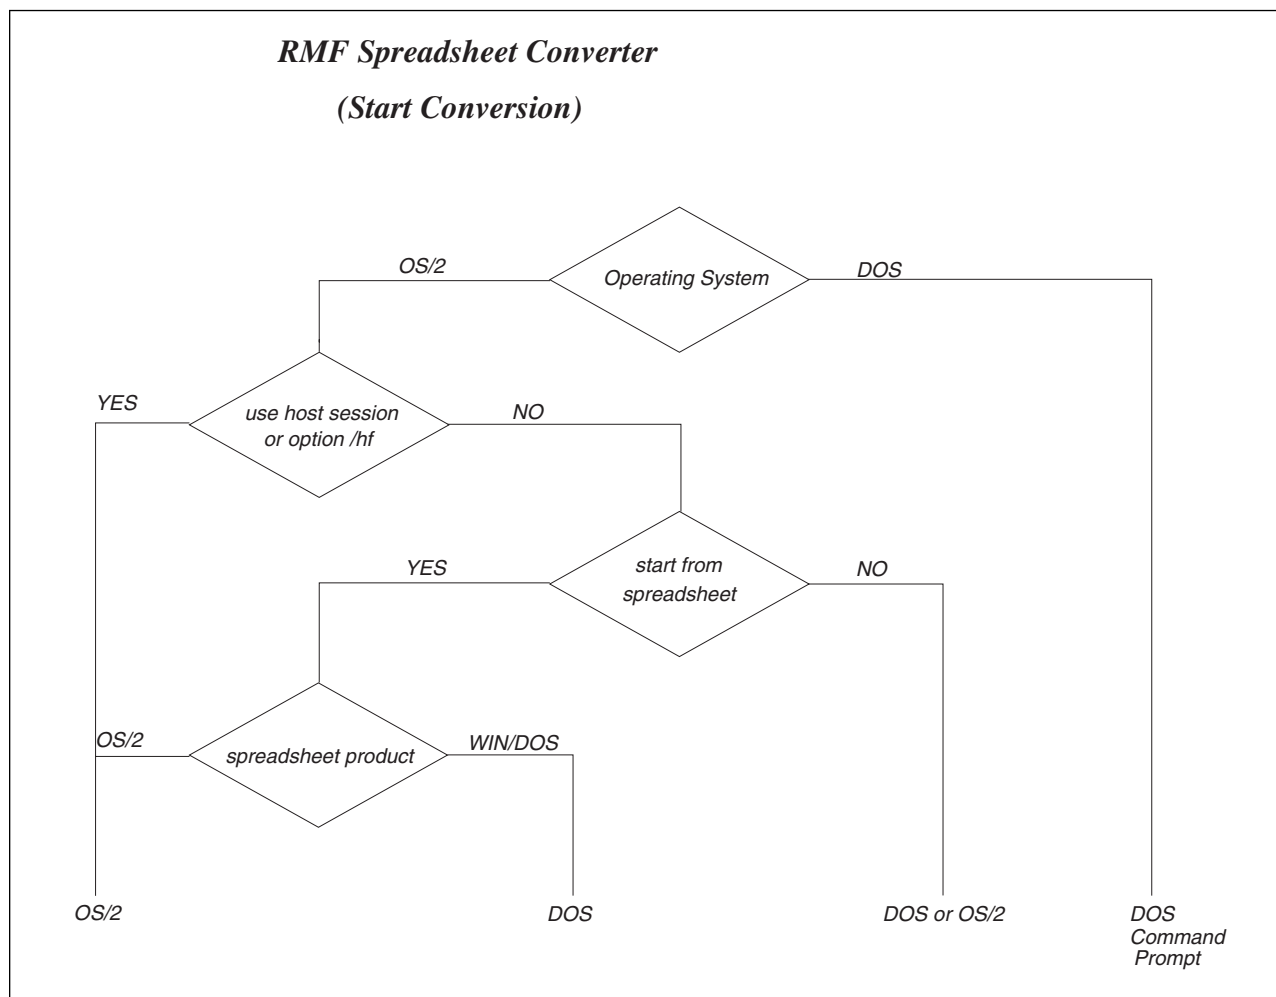 RMF Spreadsheet Converter
(Start Conversion)
OS/2
Operating System
DOS
YES
use host session
or option /hf
NO
YES
start from
spreadsheet
NO
OS/2
spreadsheet product
WIN/DOS
OS/2
DOS
DOS or OS/2
DOS
Command
Prompt